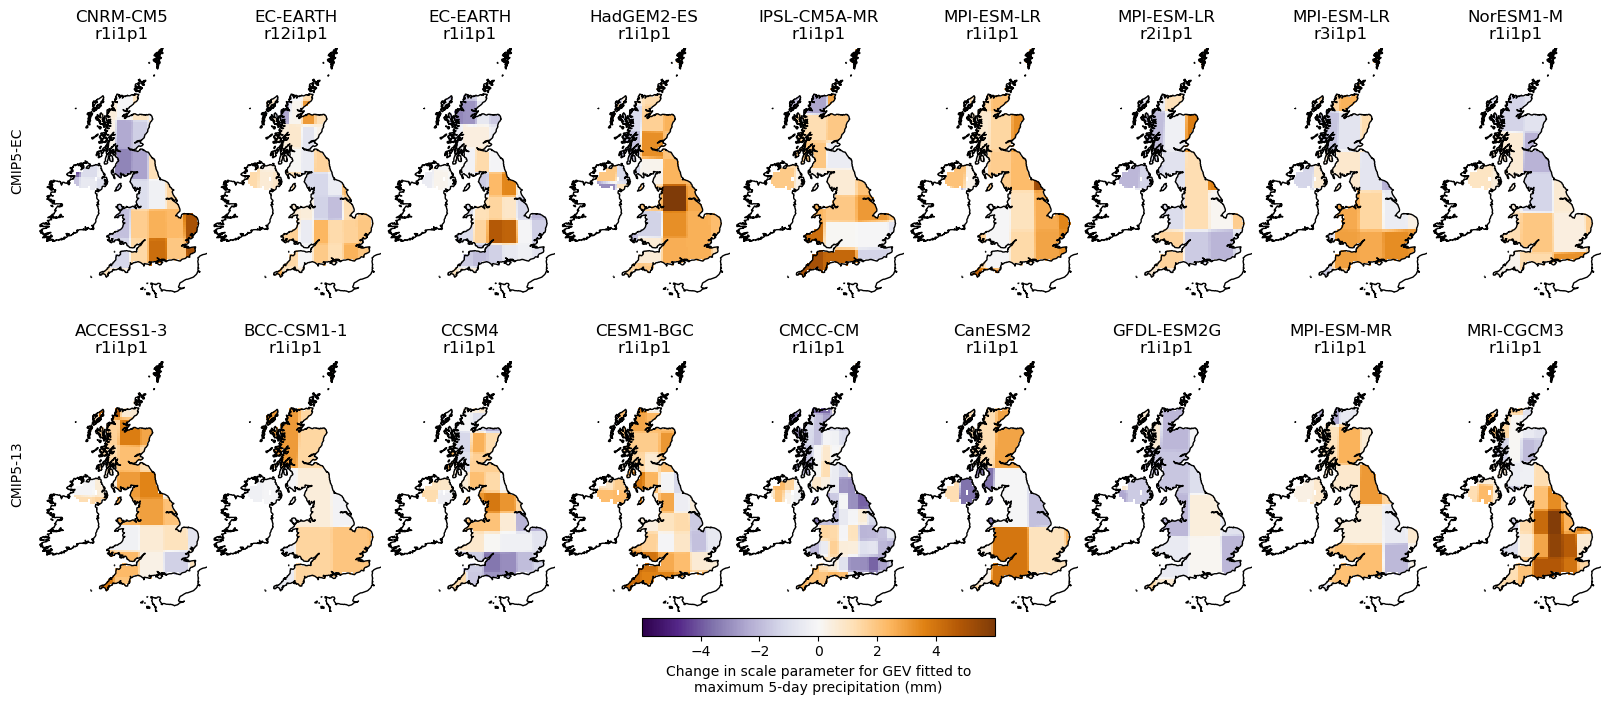 CNRM-CM5
r1i1p1
EC-EARTH
r12i1p1
EC-EARTH
r1i1p1
HadGEM2-ES
r1i1p1
IPSL-CM5A-MR
r1i1p1
MPI-ESM-LR
r1i1p1
MPI-ESM-LR
r2i1p1
MPI-ESM-LR
r3i1p1
NorESM1-M
r1i1p1
CMIP5-EC
ACCESS1-3
r1i1p1
BCC-CSM1-1
r1i1p1
CCSM4
r1i1p1
CESM1-BGC
r1i1p1
CMCC-CM
r1i1p1
CanESM2
r1i1p1
GFDL-ESM2G
r1i1p1
MPI-ESM-MR
r1i1p1
MRI-CGCM3
r1i1p1
CMIP5-13
−4 −2 0 2 4
Change in scale parameter for GEV fitted to
maximum 5-day precipitation (mm)